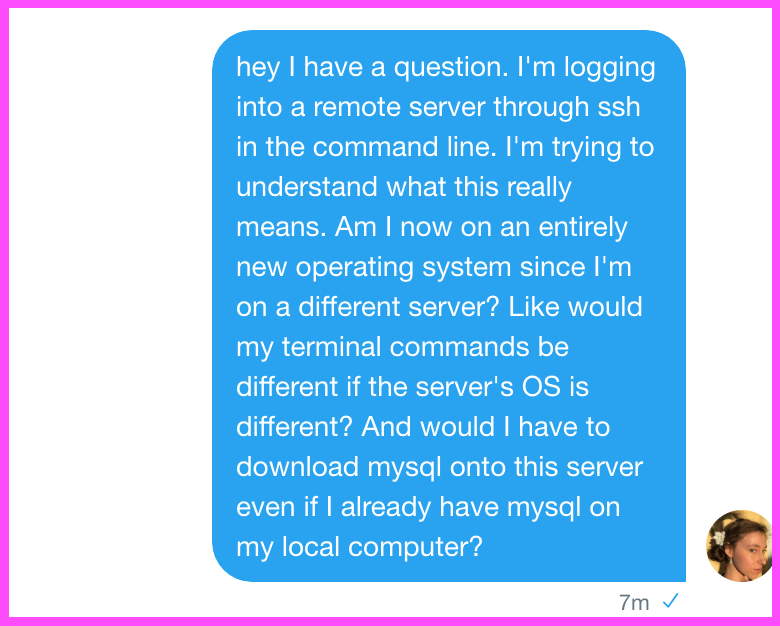 hey I have a question. I'm logging
into a remote server through ssh
in the command line. I'm trying to
understand what this really
means. Am I now on an entirely
new operating system since I'm
on a different server? Like would
my terminal commands be
different if the server's OS is
different? And would I have to
download mysql onto this server
even if I already have mysql on
my local computer?
7m ✓